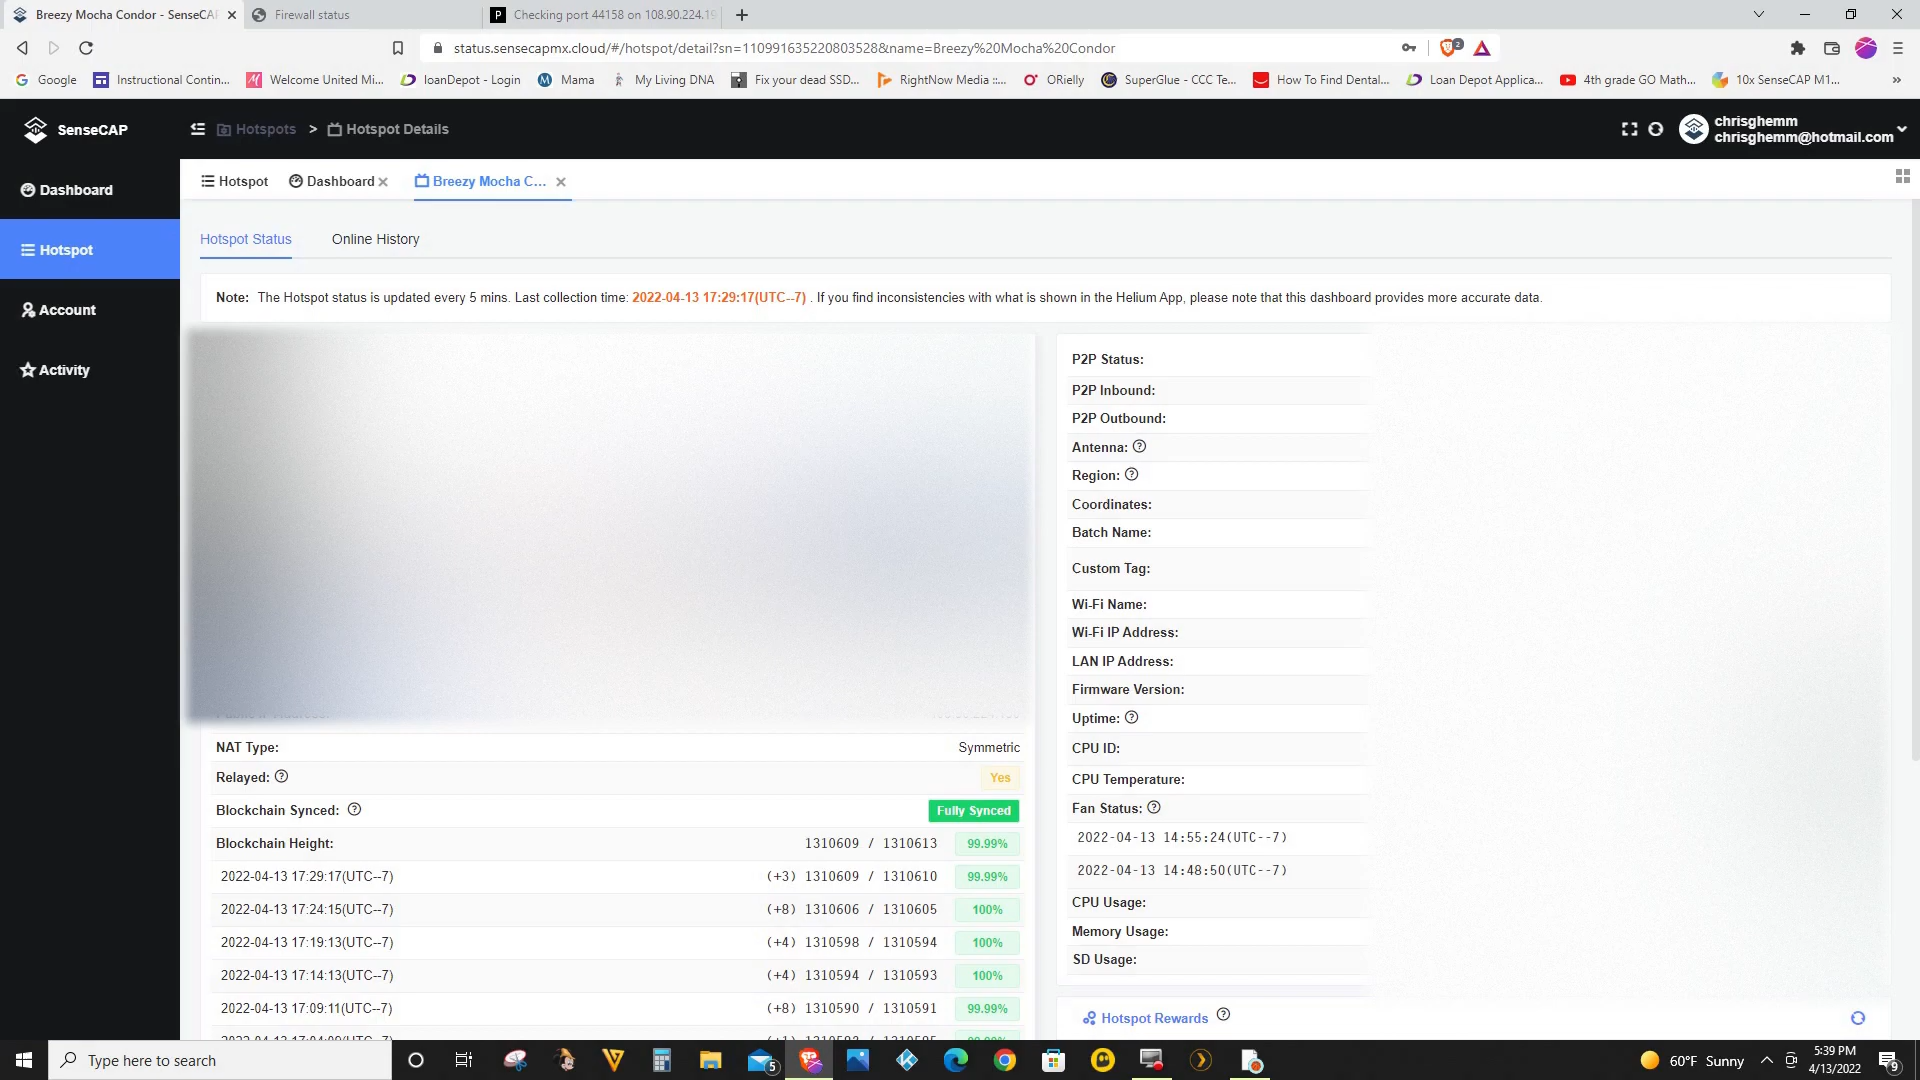 Breezy Mocha Condor - SenseCAP
Firewall status
Checking port 44158 on 108.90.224.19
status.sensecapmx.cloud/#/hotspot/detail?sn=110991635220803528&name=Breezy%20Mocha%20Condor
2
Google
Instructional Contin...
Welcome United Mi...
loanDepot - Login
Mama
My Living DNA
Fix your dead SSD...
RightNow Media ::...
ORielly
SuperGlue - CCC Te...
How To Find Dental...
Loan Depot Applica...
4th grade GO Math...
10x SenseCAP M1...
SenseCAP
Hotspots > Hotspot Details
chrisghemm
chrisghemm@hotmail.com
Dashboard
Hotspot
Account
Activity
Hotspot
Dashboard
Breezy Mocha C...
Hotspot Status
Online History
Note: The Hotspot status is updated every 5 mins. Last collection time: 2022-04-13 17:29:17(UTC--7) . If you find inconsistencies with what is shown in the Helium App, please note that this dashboard provides more accurate data.
NAT Type: Symmetric
Relayed: Yes
Blockchain Synced: Fully Synced
Blockchain Height: 1310609 / 1310613 99.99%
2022-04-13 17:29:17(UTC--7) (+3) 1310609 / 1310610 99.99%
2022-04-13 17:24:15(UTC--7) (+8) 1310606 / 1310605 100%
2022-04-13 17:19:13(UTC--7) (+4) 1310598 / 1310594 100%
2022-04-13 17:14:13(UTC--7) (+4) 1310594 / 1310593 100%
2022-04-13 17:09:11(UTC--7) (+8) 1310590 / 1310591 99.99%
P2P Status:
P2P Inbound:
P2P Outbound:
Antenna:
Region:
Coordinates:
Batch Name:
Custom Tag:
Wi-Fi Name:
Wi-Fi IP Address:
LAN IP Address:
Firmware Version:
Uptime:
CPU ID:
CPU Temperature:
Fan Status:
2022-04-13 14:55:24(UTC--7)
2022-04-13 14:48:50(UTC--7)
CPU Usage:
Memory Usage:
SD Usage:
Hotspot Rewards
Type here to search
5
60°F Sunny
5:39 PM
4/13/2022
9